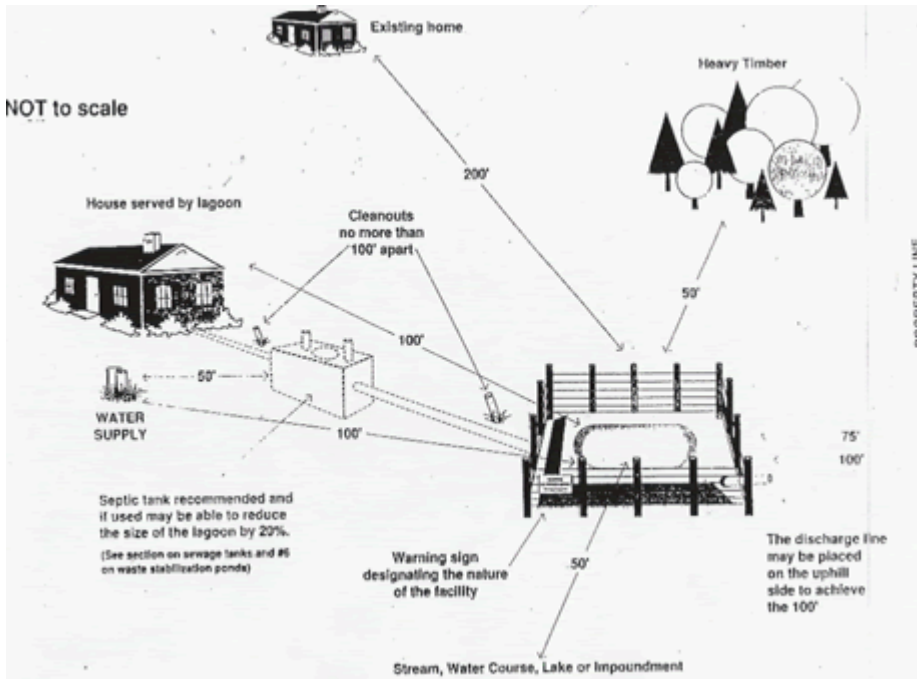 Existing home
Heavy Timber
NOT to scale
200'
House served by lagoon
Cleanouts
no more than
100' apart
50'
100'
50'
WATER
SUPPLY
100'
75'
100'
Septic tank recommended and
if used may be able to reduce
the size of the lagoon by 20%.
(See section on sewage tanks and #6
on waste stabilization ponds)
Warning sign
designating the nature
of the facility
50'
The discharge line
may be placed
on the uphill
side to achieve
the 100'
Stream, Water Course, Lake or Impoundment